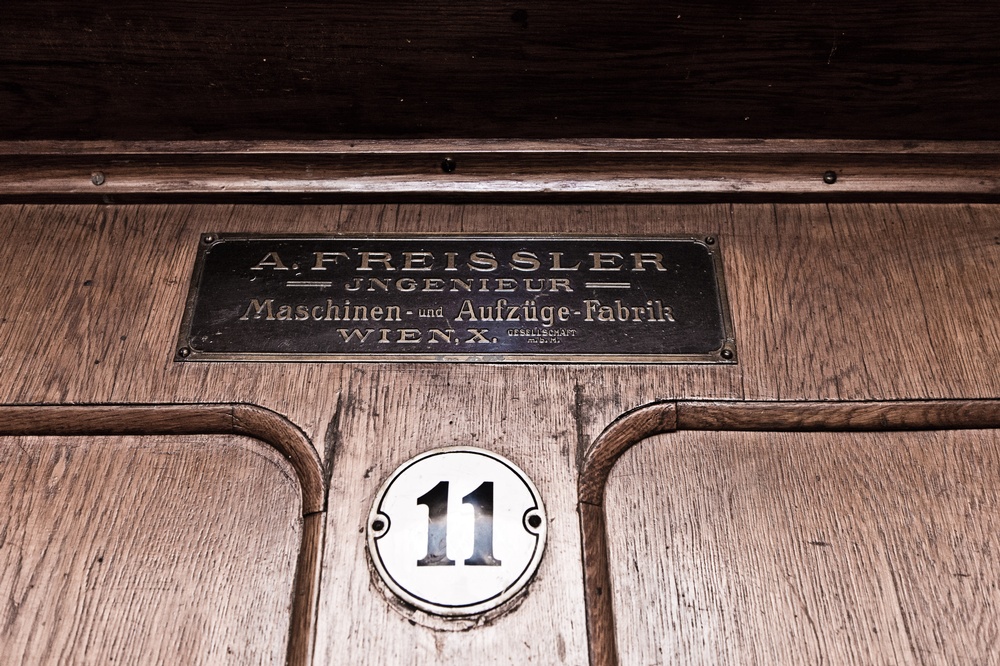 A. FREISSLER
JNGENIEUR
Maschinen- und Aufzüge-Fabrik
WIEN, X. GESELLSCHAFT
m.b.H.
11